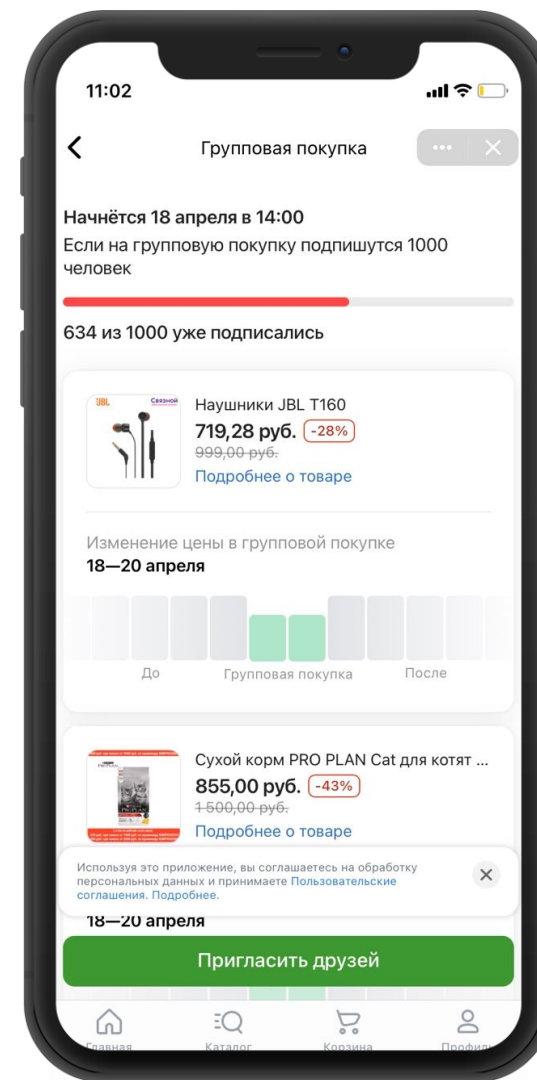 11:02
Групповая покупка
Начнётся 18 апреля в 14:00
Если на групповую покупку подпишутся 1000
человек
634 из 1000 уже подписались
JBL
Связной
Наушники JBL T160
719,28 руб. -28%
999,00 руб.
Подробнее о товаре
Изменение цены в групповой покупке
18—20 апреля
До Групповая покупка После
Сухой корм PRO PLAN Cat для котят ...
855,00 руб. -43%
1 500,00 руб.
Подробнее о товаре
Используя это приложение, вы соглашаетесь на обработку
персональных данных и принимаете Пользовательские
соглашения. Подробнее.
18—20 апреля
Пригласить друзей
Главная Каталог Корзина Профиль